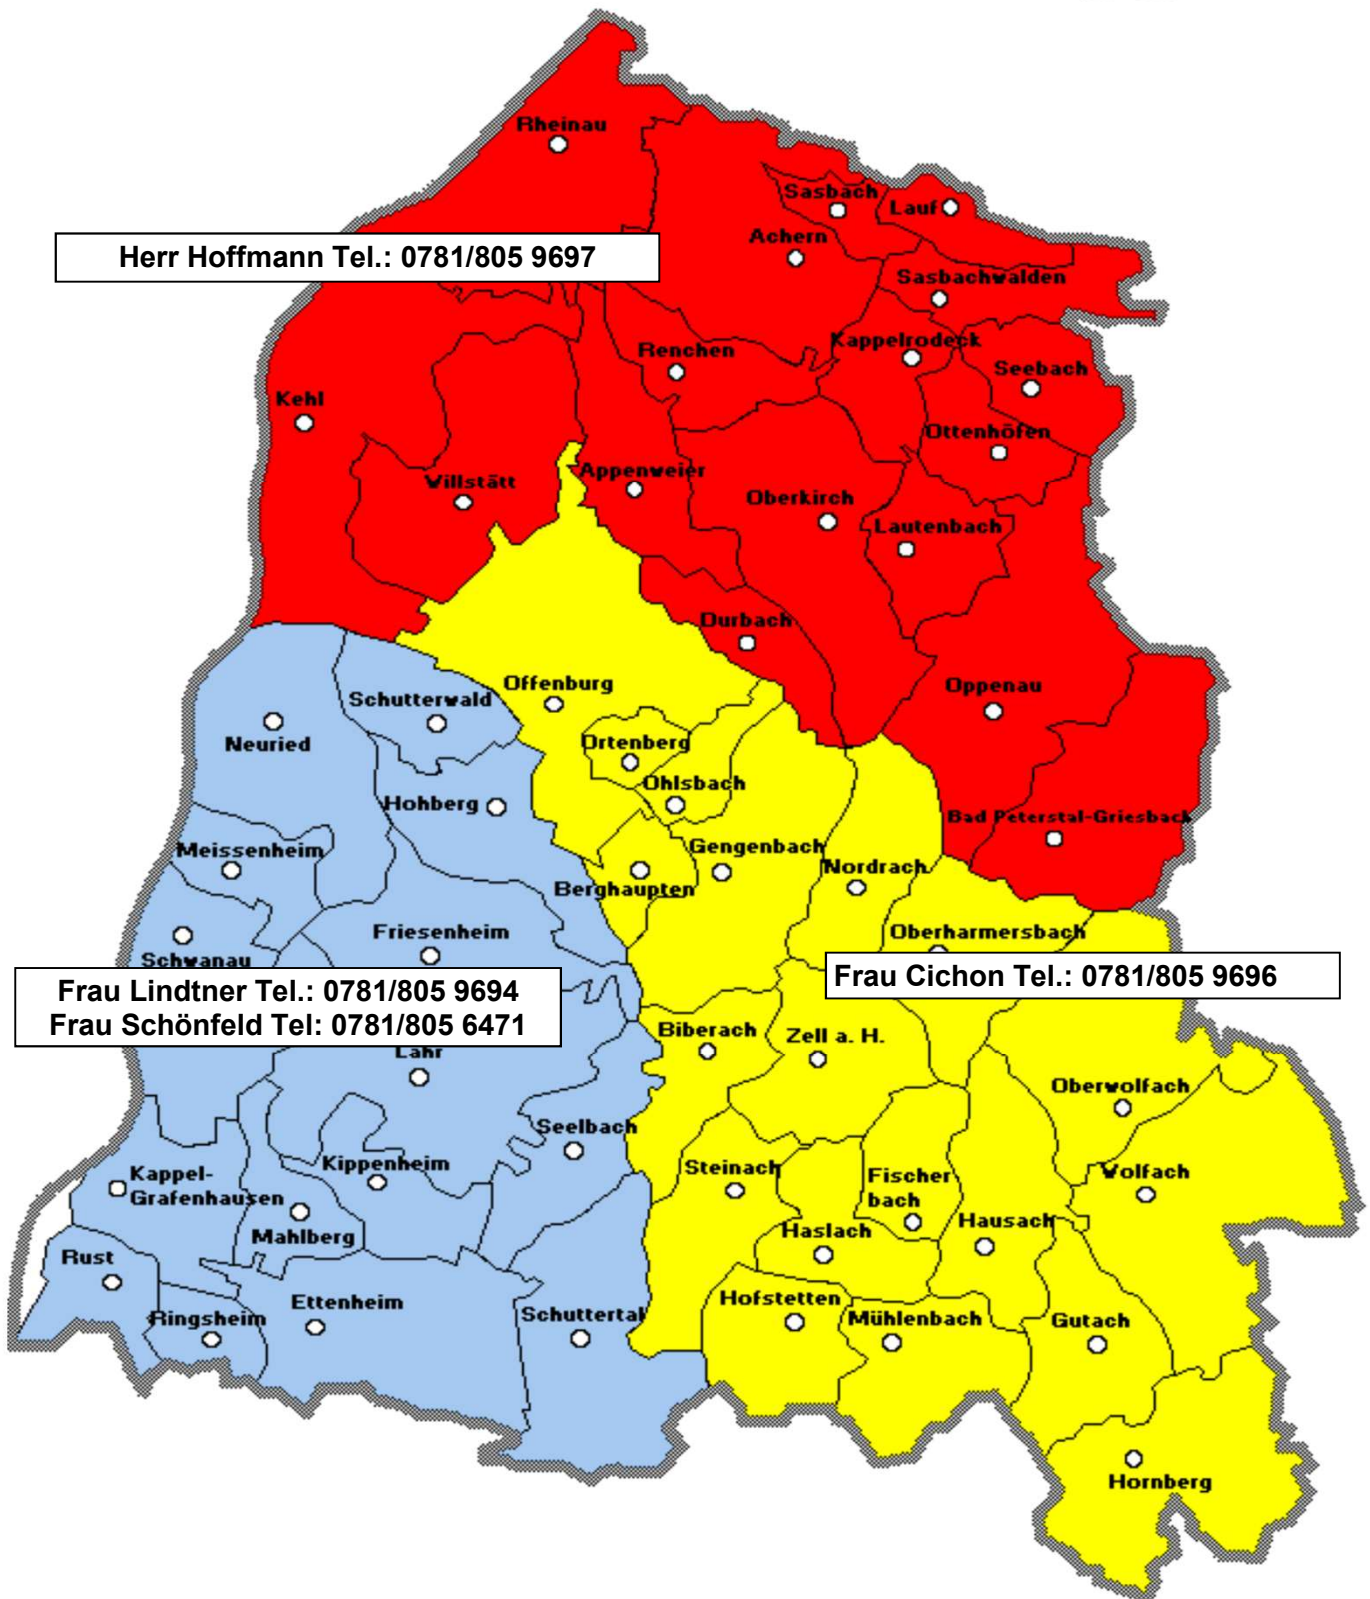 Rheinau
Sasbach
Lauf
Achern
Herr Hoffmann Tel.: 0781/805 9697
Sasbachwalden
Kappelrodeck
Renchen
Seebach
Kehl
Ottenhöfen
Appenweier
Willstätt
Oberkirch
Lautenbach
Durbach
Offenburg
Oppenau
Schutterwald
Neuried
Ortenberg
Ohlsbach
Hohberg
Bad Peterstal-Griesbach
Meissenheim
Gengenbach
Nordrach
Berghaupten
Friesenheim
Oberharmersbach
Schwanau
Frau Cichon Tel.: 0781/805 9696
Frau Lindtner Tel.: 0781/805 9694
Frau Schönfeld Tel: 0781/805 6471
Biberach
Zell a. H.
Lahr
Oberwolfach
Seelbach
Kippenheim
Steinach
Fischer
bach
Wolfach
Kappel-
Grafenhausen
Mahlberg
Haslach
Hausach
Rust
Ettenheim
Hofstetten
Ringsheim
Schuttertal
Mühlenbach
Gutach
Hornberg